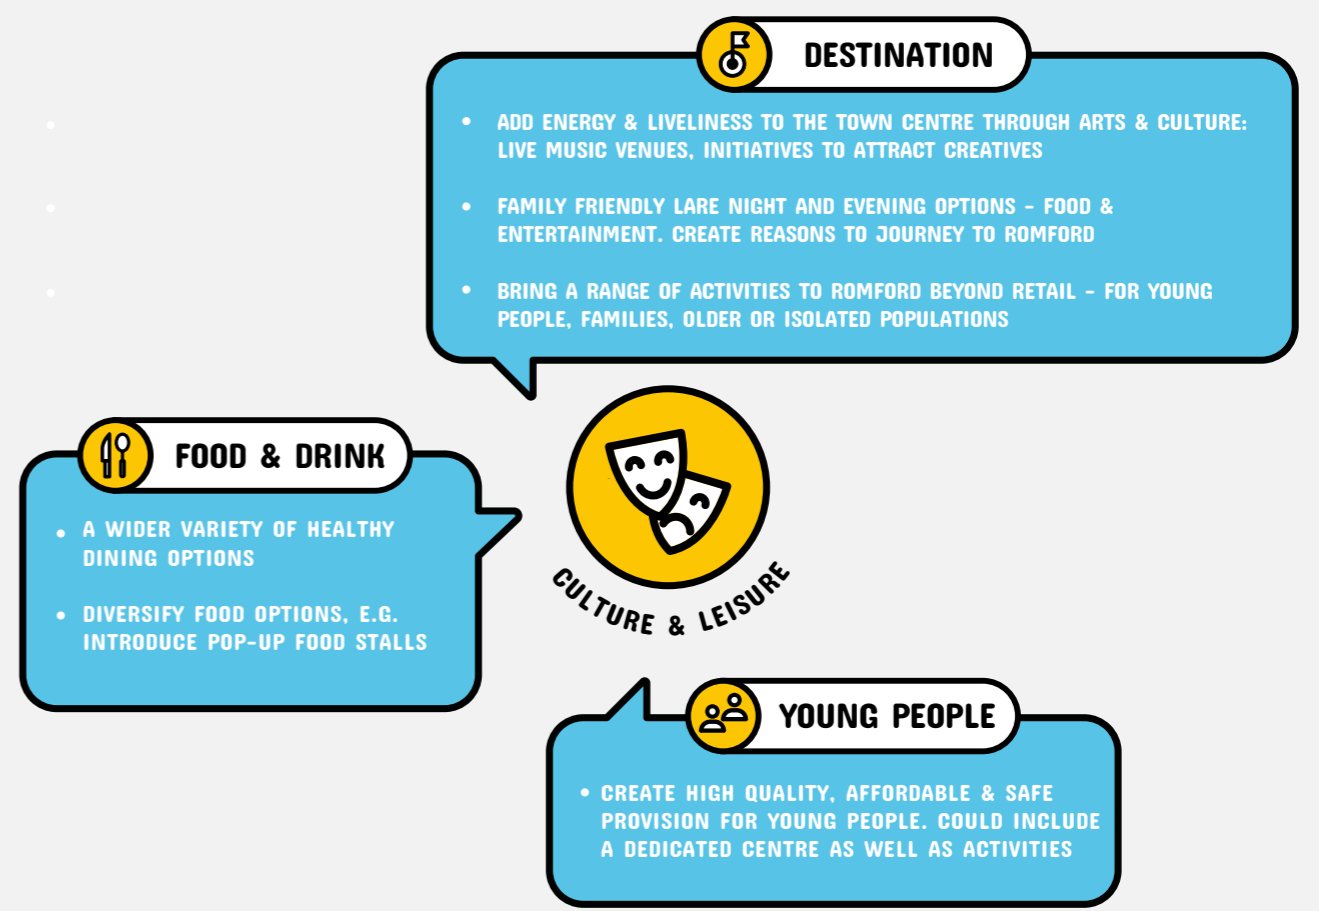 DESTINATION
• ADD ENERGY & LIVELINESS TO THE TOWN CENTRE THROUGH ARTS & CULTURE:
LIVE MUSIC VENUES, INITIATIVES TO ATTRACT CREATIVES
• FAMILY FRIENDLY LARE NIGHT AND EVENING OPTIONS - FOOD &
ENTERTAINMENT. CREATE REASONS TO JOURNEY TO ROMFORD
• BRING A RANGE OF ACTIVITIES TO ROMFORD BEYOND RETAIL - FOR YOUNG
PEOPLE, FAMILIES, OLDER OR ISOLATED POPULATIONS
FOOD & DRINK
• A WIDER VARIETY OF HEALTHY
DINING OPTIONS
• DIVERSIFY FOOD OPTIONS, E.G.
INTRODUCE POP-UP FOOD STALLS
CULTURE & LEISURE
YOUNG PEOPLE
• CREATE HIGH QUALITY, AFFORDABLE & SAFE
PROVISION FOR YOUNG PEOPLE. COULD INCLUDE
A DEDICATED CENTRE AS WELL AS ACTIVITIES